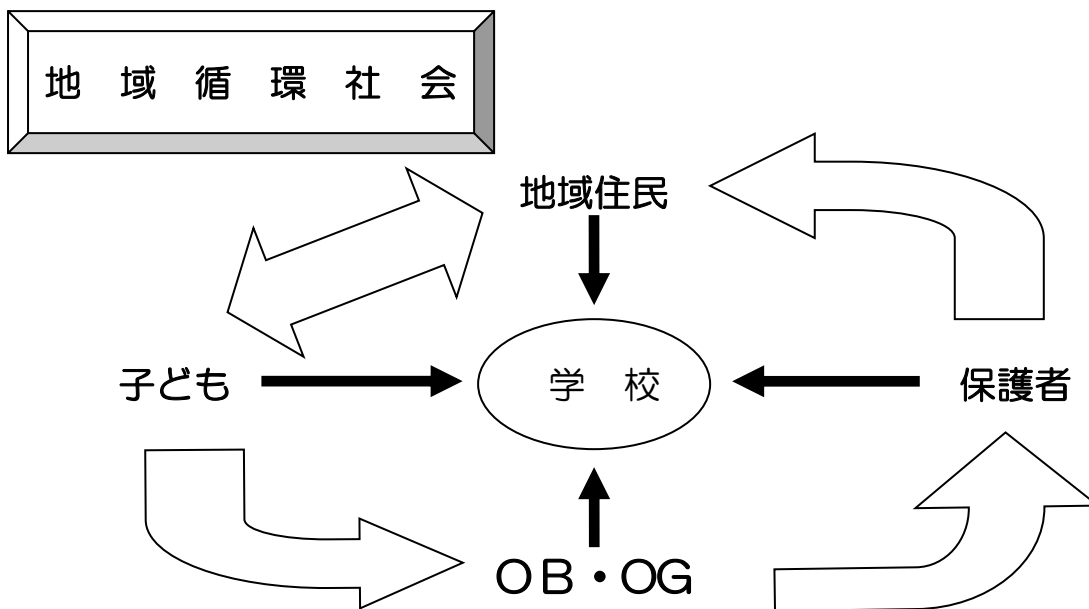 地 域 循 環 社 会
地域住民
子ども
学 校
保護者
OB・OG